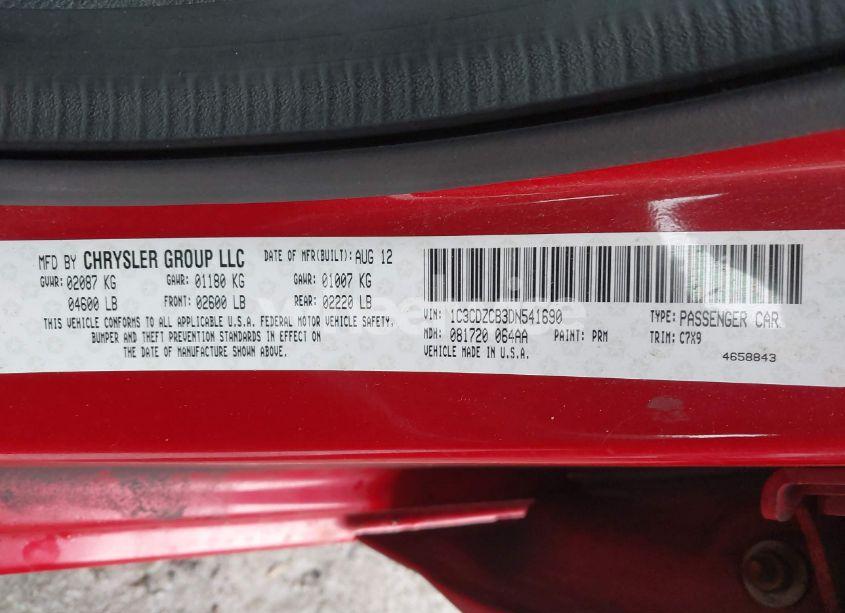 MFD BY CHRYSLER GROUP LLC DATE OF MFR(BUILT): AUG 12
GVWR: 02087 KG GAWR: 01180 KG GAWR: 01007 KG
04600 LB FRONT: 02600 LB REAR: 02220 LB
THIS VEHICLE CONFORMS TO ALL APPLICABLE U.S.A. FEDERAL MOTOR VEHICLE SAFETY,
BUMPER AND THEFT PREVENTION STANDARDS IN EFFECT ON
THE DATE OF MANUFACTURE SHOWN ABOVE.
VIN: 1C3CDZCB3DN541690 TYPE: PASSENGER CAR
MDH: 081720 064AA PAINT: PRM TRIM: C7X9
VEHICLE MADE IN U.S.A. 4658843